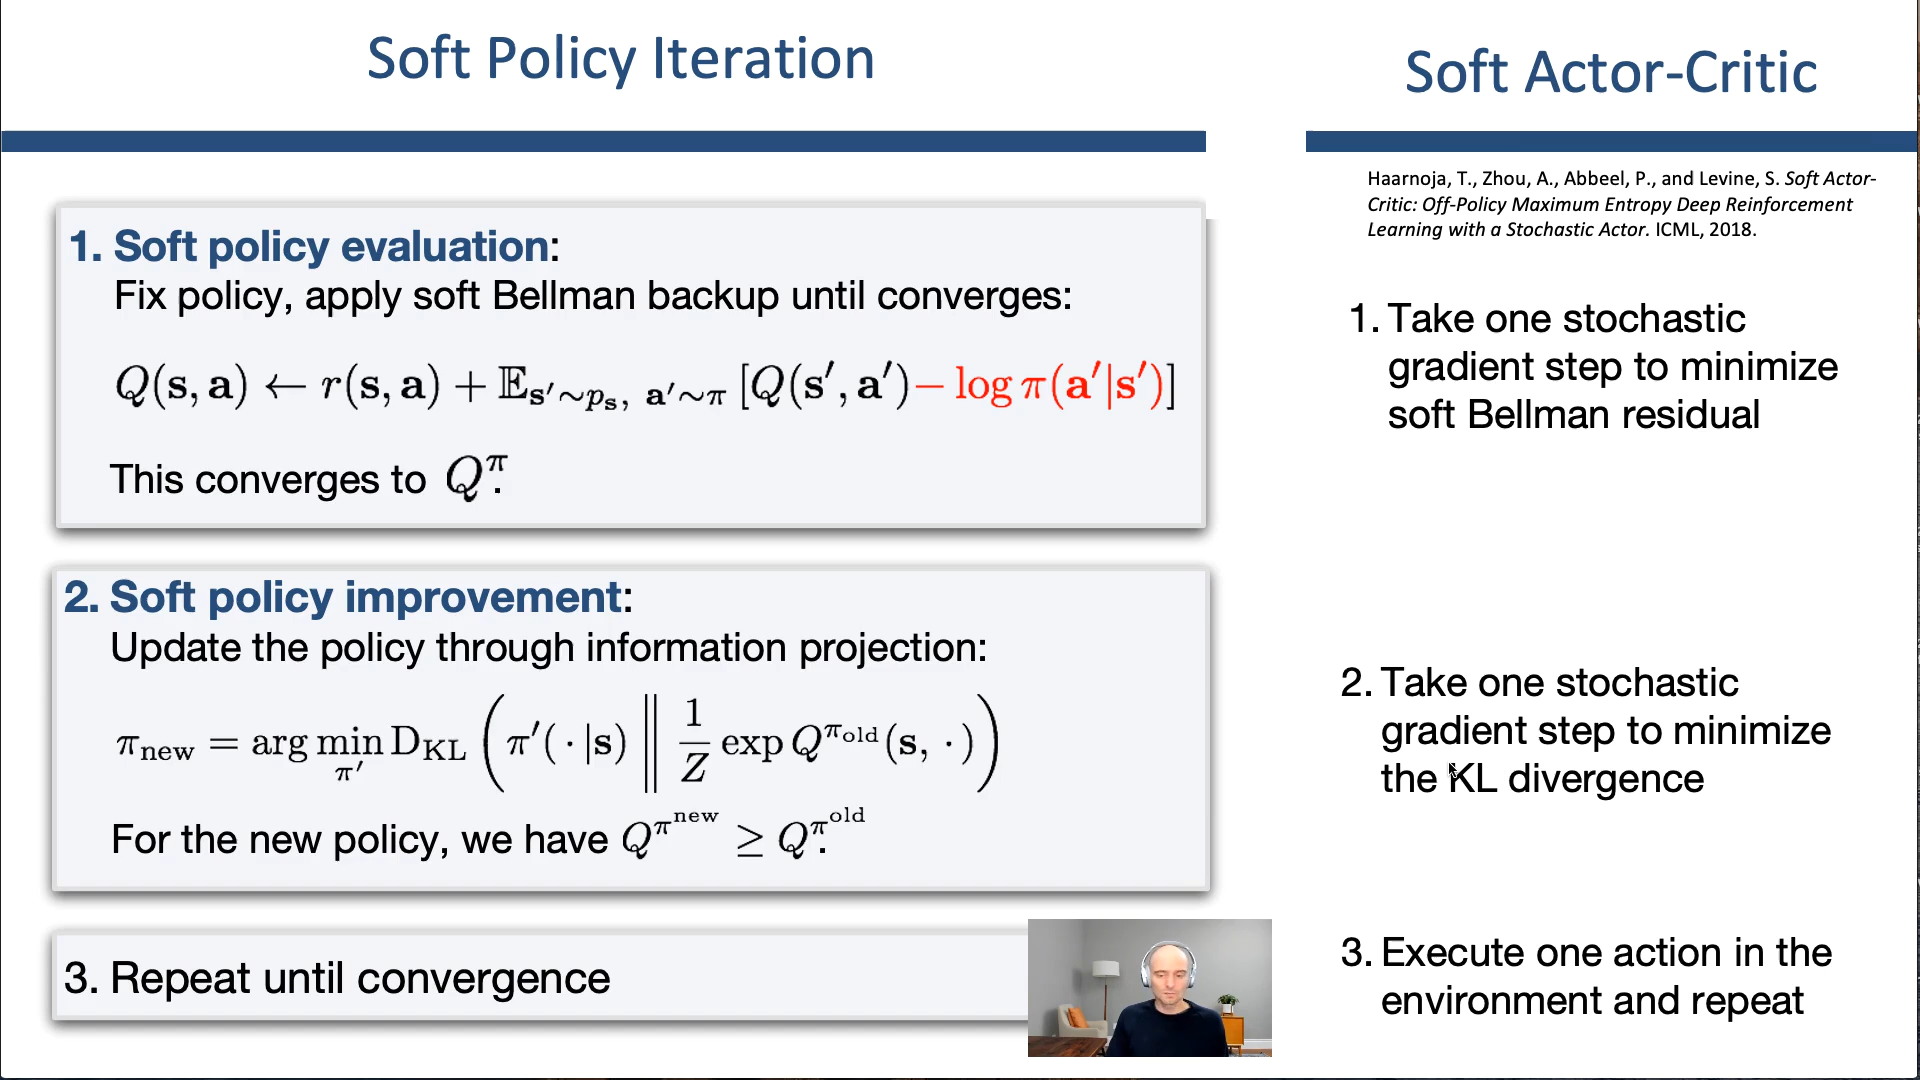 Soft Policy Iteration
1. Soft policy evaluation:
Fix policy, apply soft Bellman backup until converges:
Q(s, a) ← r(s, a) + 𝔼_{s′∼p_s, a′∼π} [Q(s′, a′) − log π(a′|s′)]
This converges to Q^π.
2. Soft policy improvement:
Update the policy through information projection:
π_new = arg min_{π′} D_KL ( π′( · |s) ‖ 1/Z exp Q^{π_old}(s, · ) )
For the new policy, we have Q^{π^new} ≥ Q^{π^old}.
3. Repeat until convergence
Soft Actor-Critic
Haarnoja, T., Zhou, A., Abbeel, P., and Levine, S. Soft Actor-
Critic: Off-Policy Maximum Entropy Deep Reinforcement
Learning with a Stochastic Actor. ICML, 2018.
1. Take one stochastic
gradient step to minimize
soft Bellman residual
2. Take one stochastic
gradient step to minimize
the KL divergence
3. Execute one action in the
environment and repeat